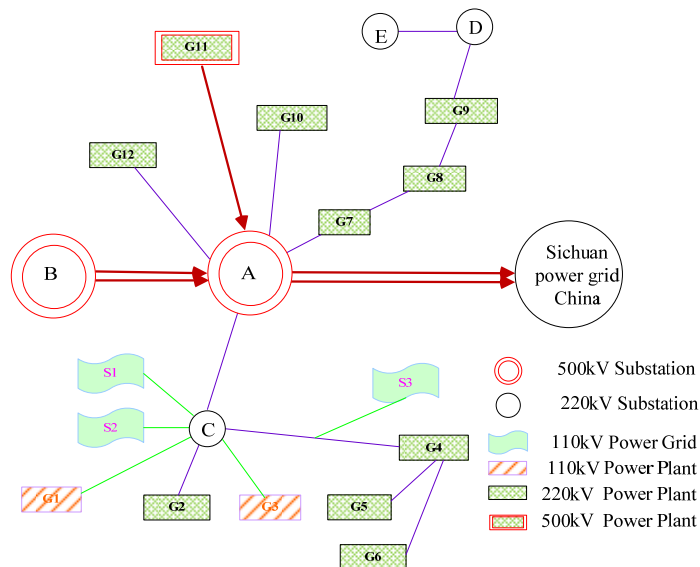 G11
E
D
G10
G9
G12
G8
G7
B
A
Sichuan
power grid
China
S1
S3
500kV Substation
S2
C
220kV Substation
G4
110kV Power Grid
110kV Power Plant
G1
G2
G3
G5
220kV Power Plant
500kV Power Plant
G6